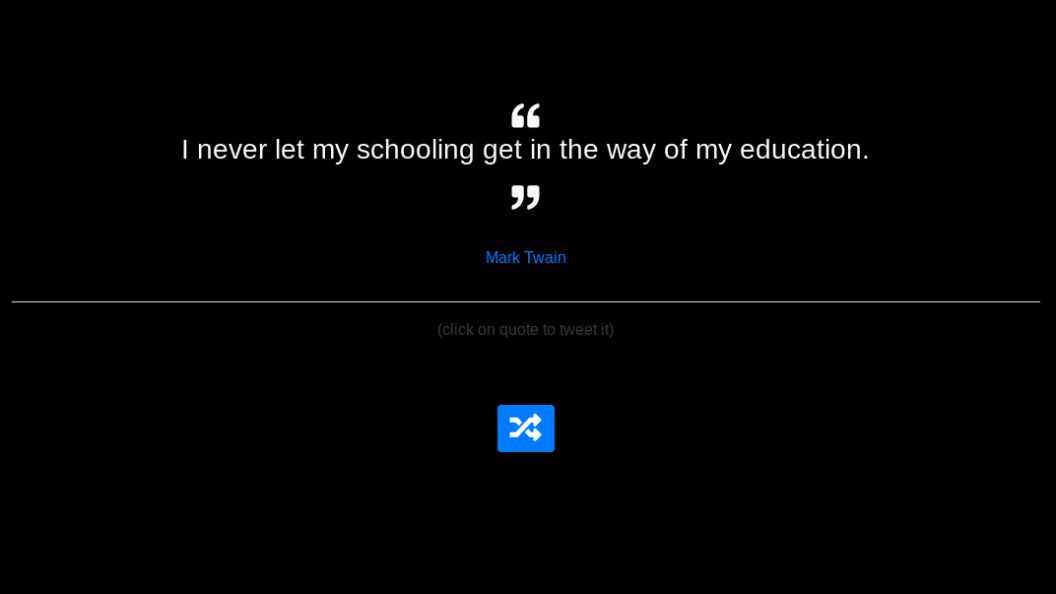 “
I never let my schooling get in the way of my education.
”
Mark Twain
(click on quote to tweet it)